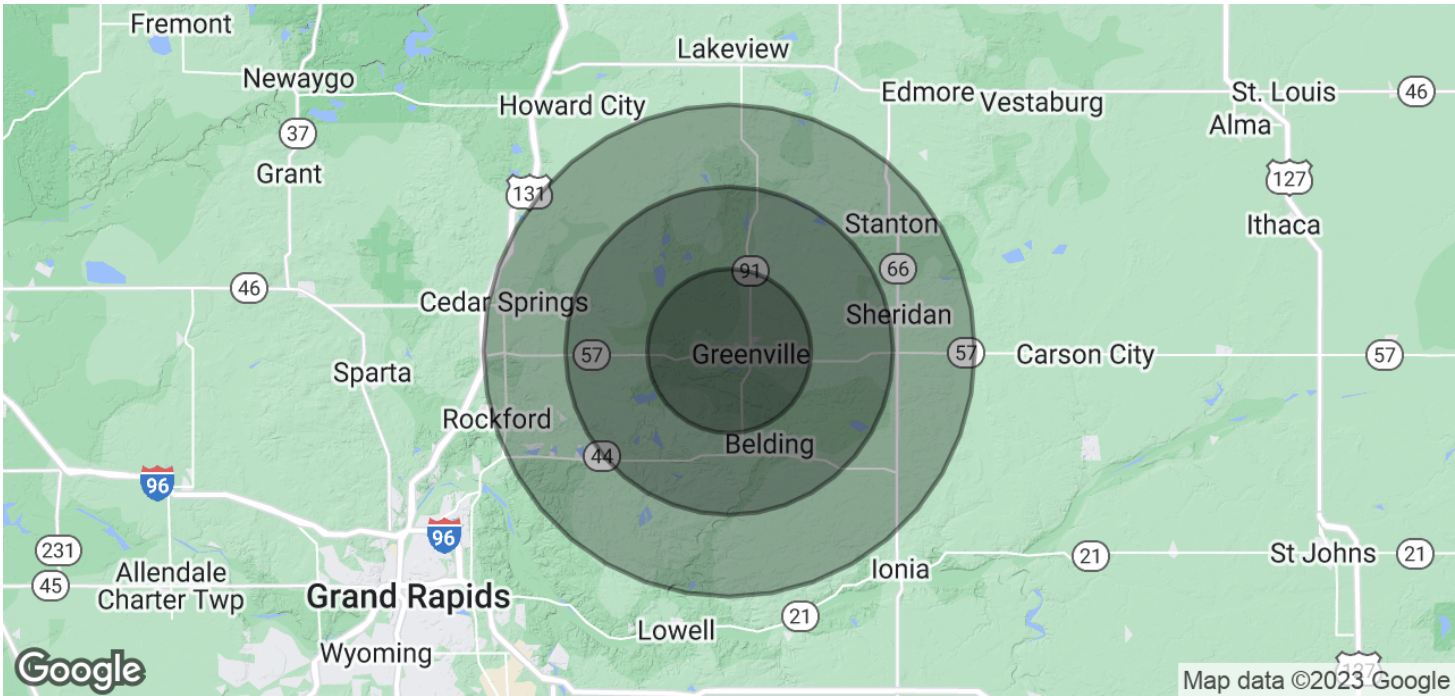 Fremont
Lakeview
Newaygo
Howard City
Edmore
Vestaburg
St. Louis
46
Alma
37
Grant
131
127
Stanton
Ithaca
91
66
46
Cedar Springs
Sheridan
57
Greenville
57
Carson City
57
Sparta
Rockford
Belding
44
96
96
231
21
St Johns
21
Allendale
Charter Twp
45
Ionia
Grand Rapids
21
Lowell
Wyoming
127
Google
Map data ©2023 Google